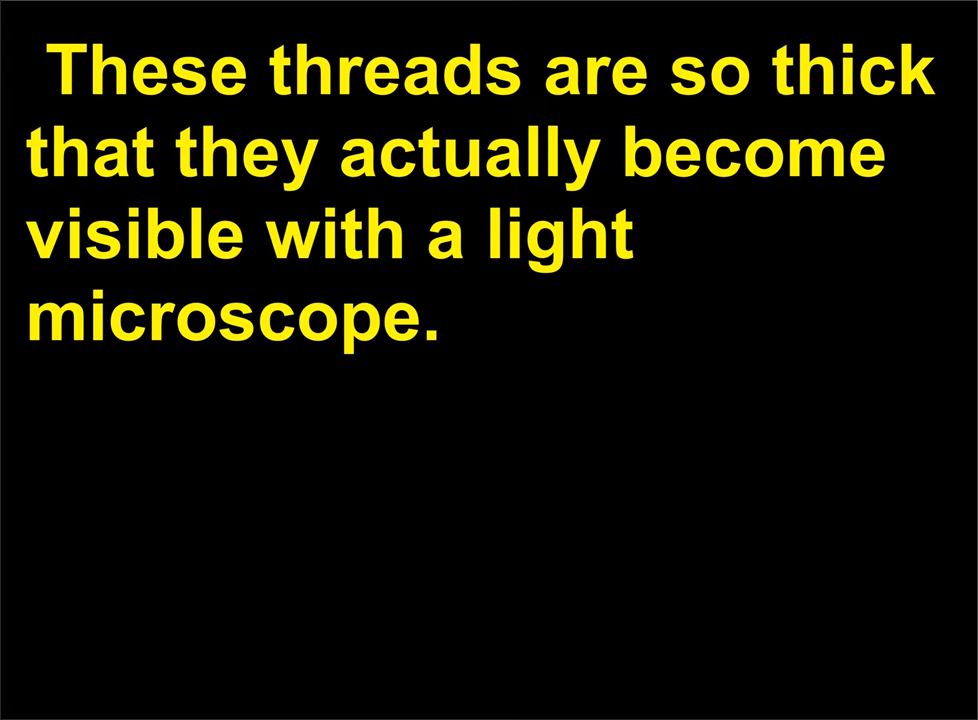 These threads are so thick
that they actually become
visible with a light
microscope.